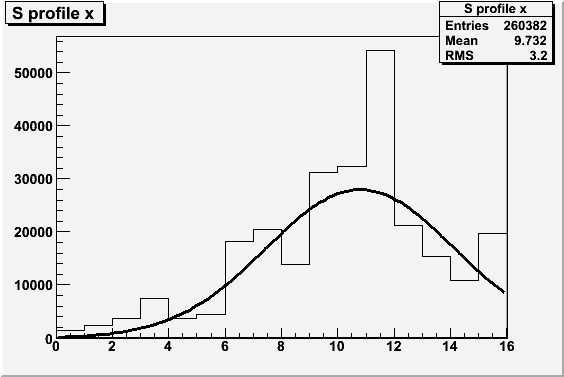 S profile x
S profile x
Entries 260382
Mean 9.732
RMS 3.2
50000
40000
30000
20000
10000
0
0 2 4 6 8 10 12 14 16